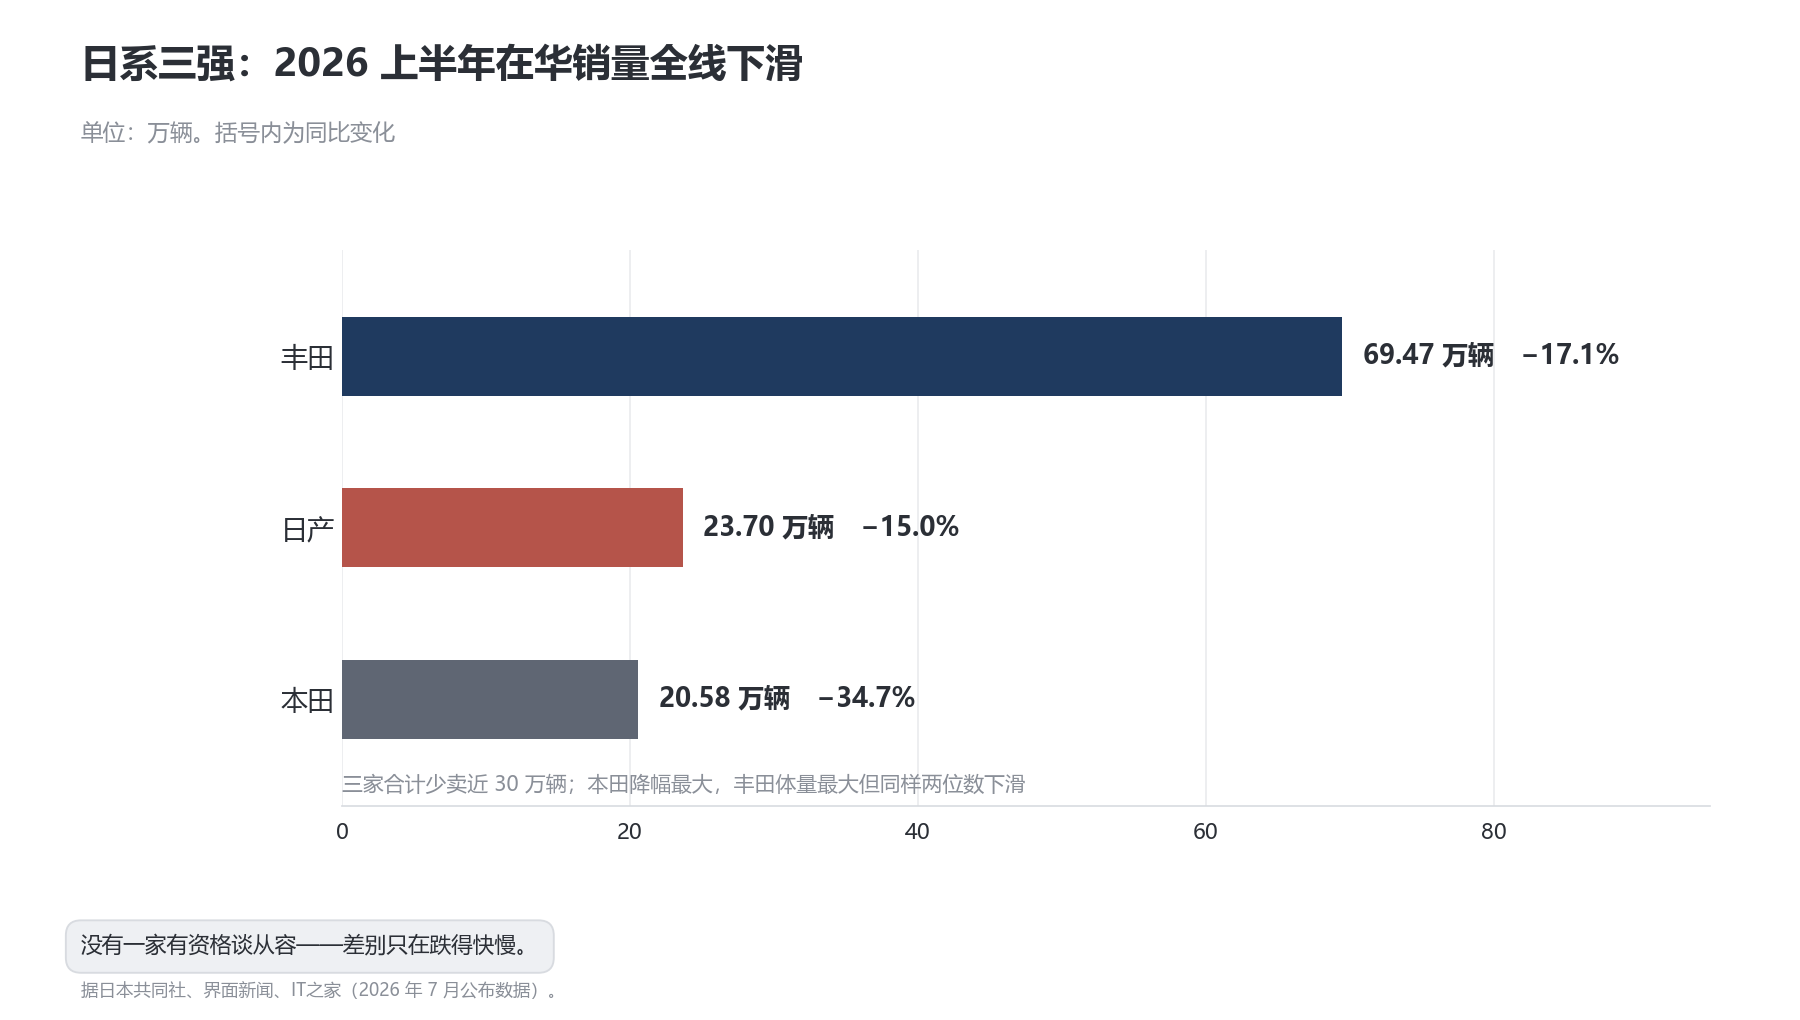 日系三强：2026 上半年在华销量全线下滑
单位：万辆。括号内为同比变化
丰田
69.47 万辆 −17.1%
日产
23.70 万辆 −15.0%
本田
20.58 万辆 −34.7%
三家合计少卖近 30 万辆；本田降幅最大，丰田体量最大但同样两位数下滑
0 20 40 60 80
没有一家有资格谈从容——差别只在跌得快慢。
据日本共同社、界面新闻、IT之家（2026 年 7 月公布数据）。